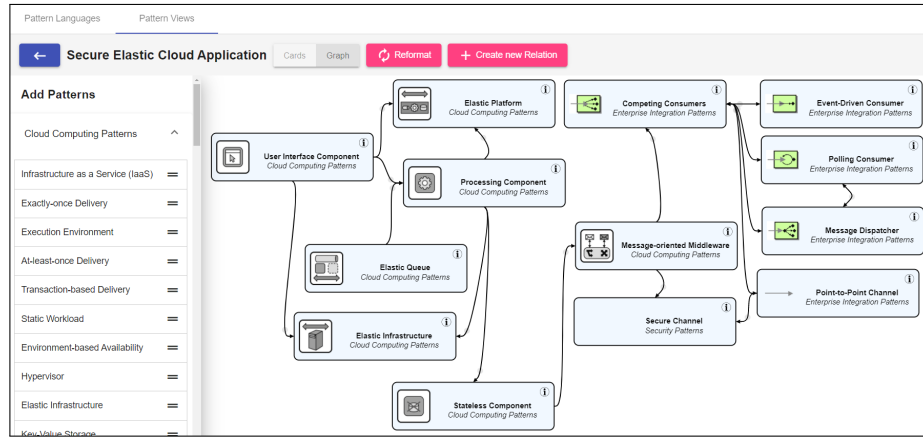 Pattern Languages
Pattern Views
Secure Elastic Cloud Application
Cards
Graph
Reformat
Create new Relation
Add Patterns
Cloud Computing Patterns
Infrastructure as a Service (IaaS)
Exactly-once Delivery
Execution Environment
At-least-once Delivery
Transaction-based Delivery
Static Workload
Environment-based Availability
Hypervisor
Elastic Infrastructure
Key-Value Storage
Elastic Platform
Cloud Computing Patterns
Competing Consumers
Enterprise Integration Patterns
Event-Driven Consumer
Enterprise Integration Patterns
User Interface Component
Cloud Computing Patterns
Polling Consumer
Enterprise Integration Patterns
Processing Component
Cloud Computing Patterns
Message Dispatcher
Enterprise Integration Patterns
Message-oriented Middleware
Cloud Computing Patterns
Elastic Queue
Cloud Computing Patterns
Point-to-Point Channel
Enterprise Integration Patterns
Secure Channel
Security Patterns
Elastic Infrastructure
Cloud Computing Patterns
Stateless Component
Cloud Computing Patterns